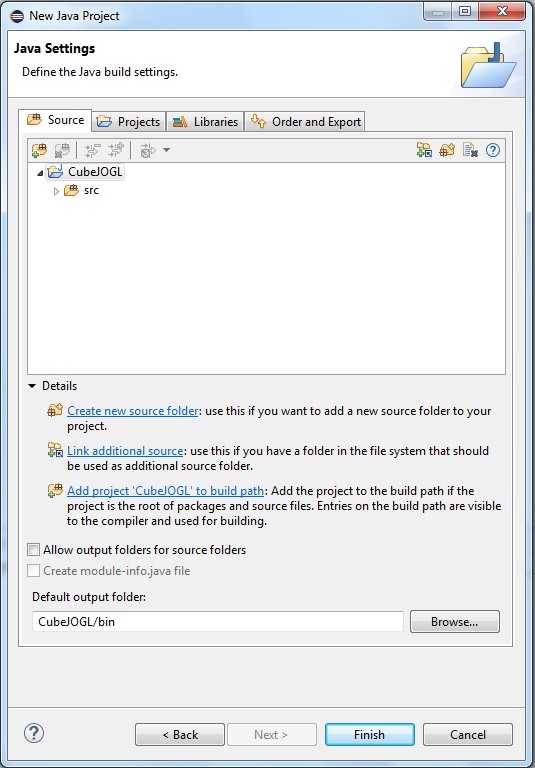 New Java Project
Java Settings
Define the Java build settings.
Source Projects Libraries Order and Export
CubeJOGL
src
Details
Create new source folder: use this if you want to add a new source folder to your
project.
Link additional source: use this if you have a folder in the file system that should
be used as additional source folder.
Add project 'CubeJOGL' to build path: Add the project to the build path if the
project is the root of packages and source files. Entries on the build path are visible
to the compiler and used for building.
Allow output folders for source folders
Create module-info.java file
Default output folder:
CubeJOGL/bin Browse...
< Back Next > Finish Cancel